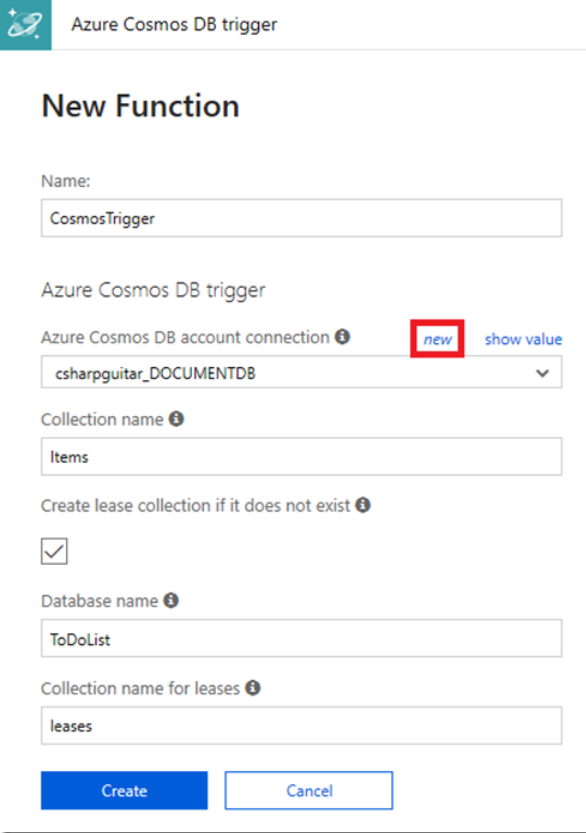 Azure Cosmos DB trigger
New Function
Name:
CosmosTrigger
Azure Cosmos DB trigger
Azure Cosmos DB account connection new show value
csharpguitar_DOCUMENTDB
Collection name
Items
Create lease collection if it does not exist
Database name
ToDoList
Collection name for leases
leases
Create Cancel